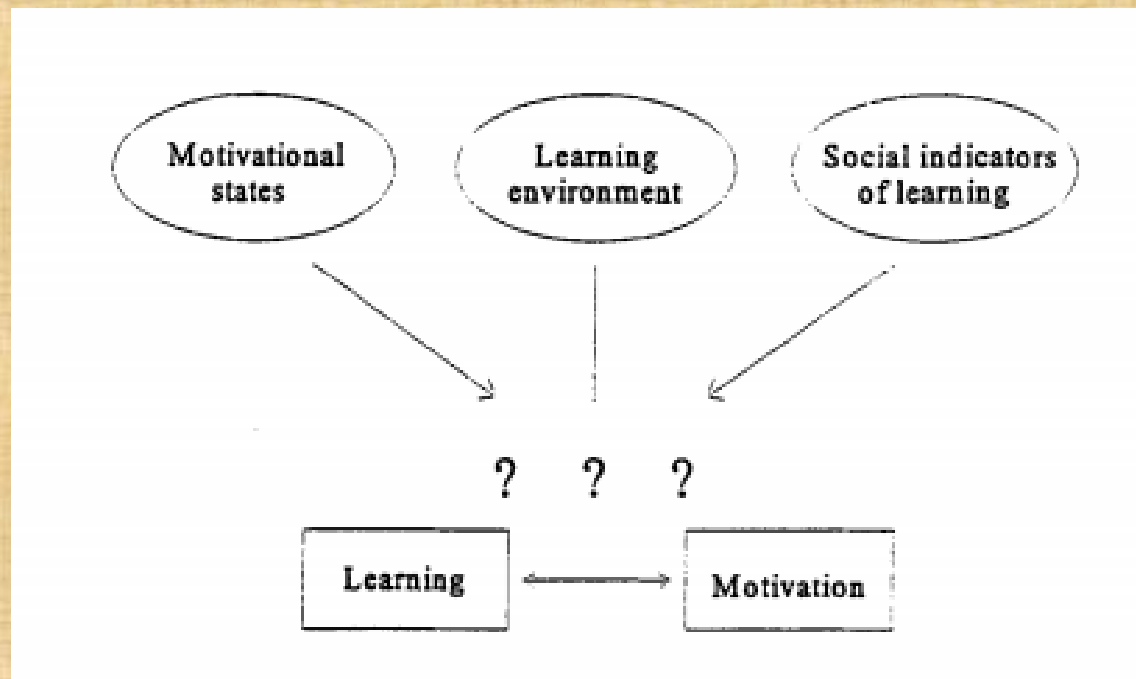 Motivational
states
Learning
environment
Social indicators
of learning
? ? ?
Learning
Motivation